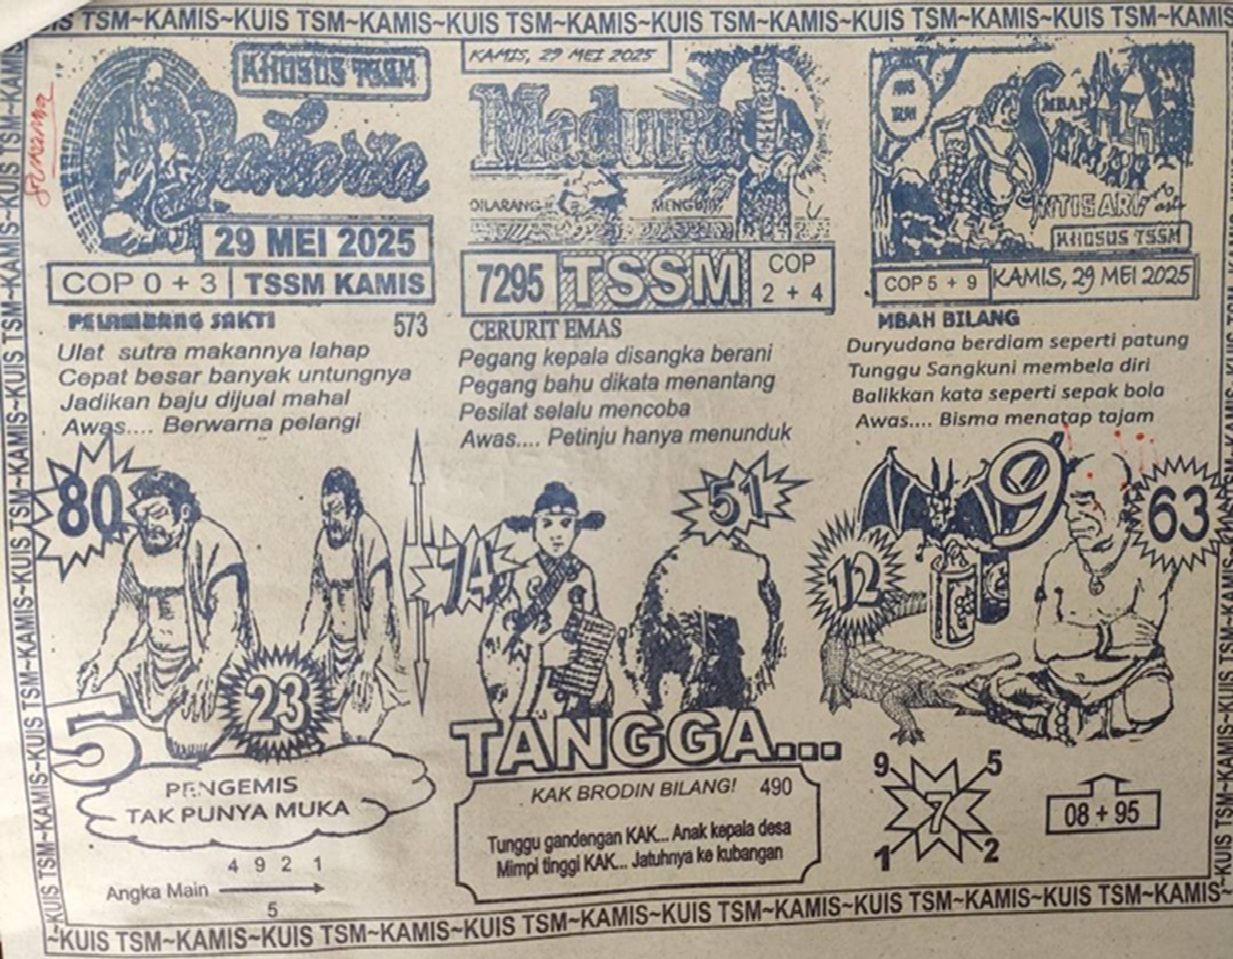 KUIS TSM~KAMIS~KUIS TSM~KAMIS~KUIS TSM~KAMIS~KUIS TSM~KAMIS~KUIS TSM~KAMIS
KHUSUS TSSM
29 MEI 2025
COP 0 + 3 TSSM KAMIS
PELAMBANG SAKTI 573
Ulat sutra makannya lahap
Cepat besar banyak untungnya
Jadikan baju dijual mahal
Awas.... Berwarna pelangi
80
23
5
PENGEMIS
TAK PUNYA MUKA
4 9 2 1
Angka Main
5
KAMIS, 29 MEI 2025
Madura
DILARANG MENGUTIP
7295 TSSM COP 2 + 4
CERURIT EMAS
Pegang kepala disangka berani
Pegang bahu dikata menantang
Pesilat selalu mencoba
Awas.... Petinju hanya menunduk
74
51
TANGGA...
KAK BRODIN BILANG! 490
Tunggu gandengan KAK... Anak kepala desa
Mimpi tinggi KAK... Jatuhnya ke kubangan
MBAH
SEMAR
INTISARI
KHUSUS TSSM
COP 5 + 9 KAMIS, 29 MEI 2025
MBAH BILANG
Duryudana berdiam seperti patung
Tunggu Sangkuni membela diri
Balikkan kata seperti sepak bola
Awas.... Bisma menatap tajam
9
63
12
9 5
7
1 2
08 + 95
~KUIS TSM~KAMIS~KUIS TSM~KAMIS~KUIS TSM~KAMIS~KUIS TSM~KAMIS~KUIS TSM~KAMIS~